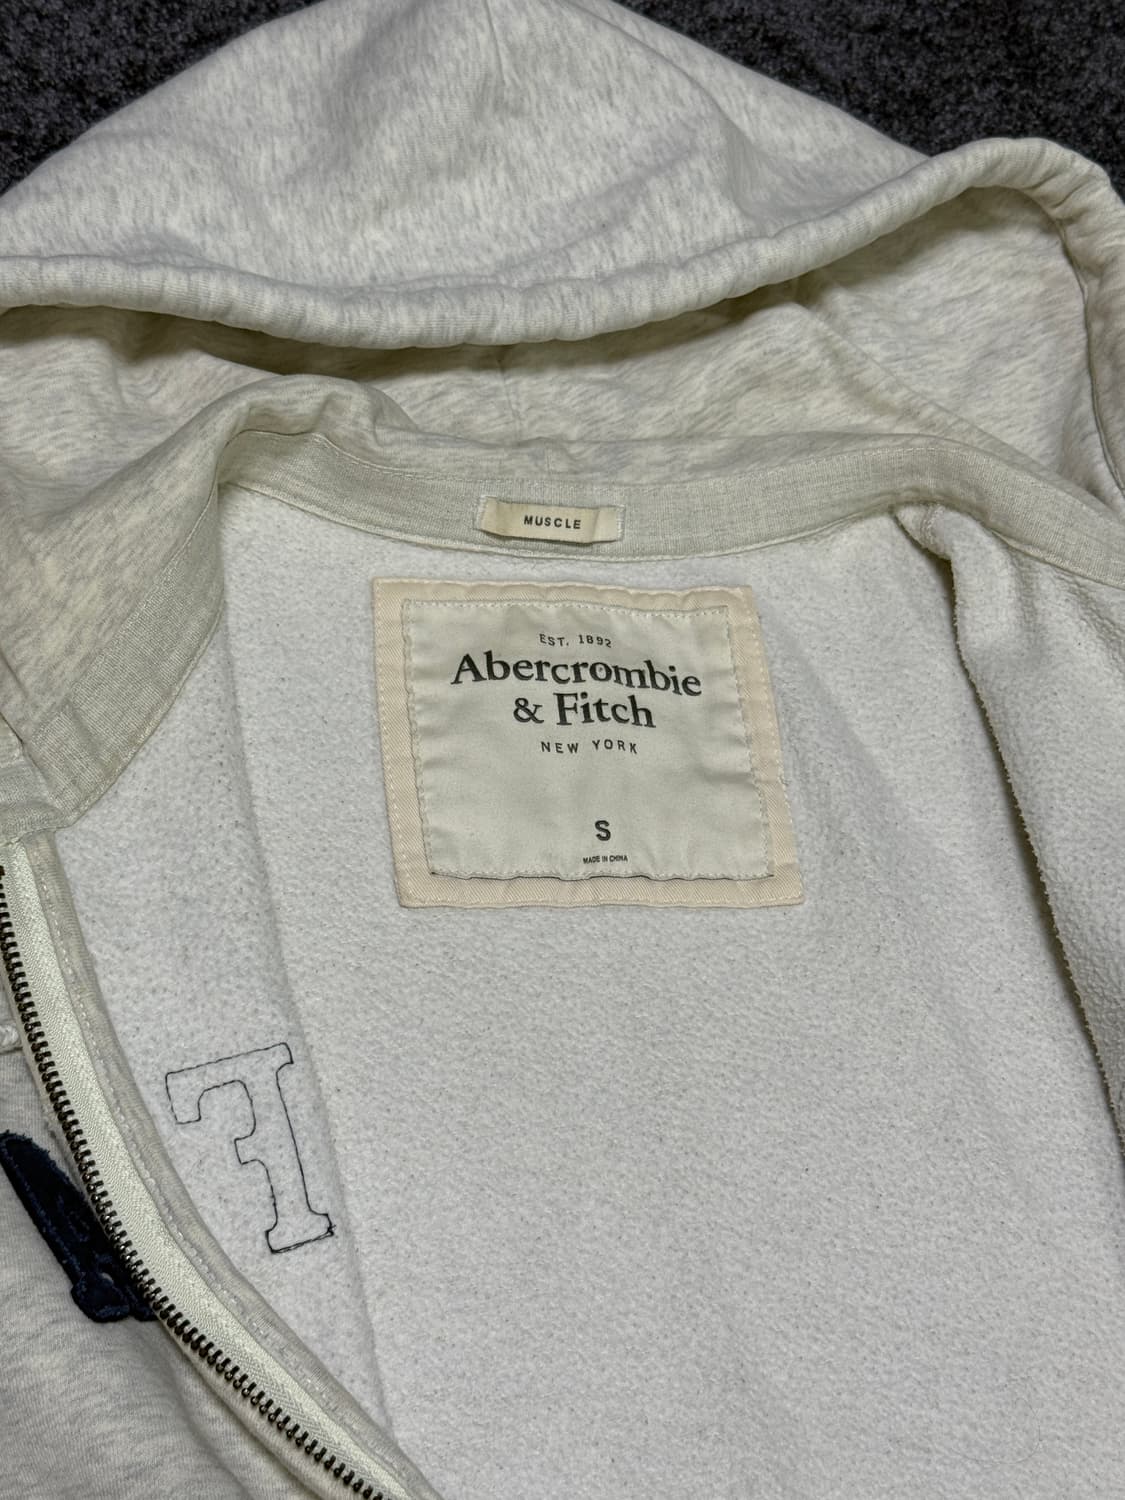 MUSCLE
EST. 1892
Abercrombie
& Fitch
NEW YORK
S
MADE IN CHINA
F